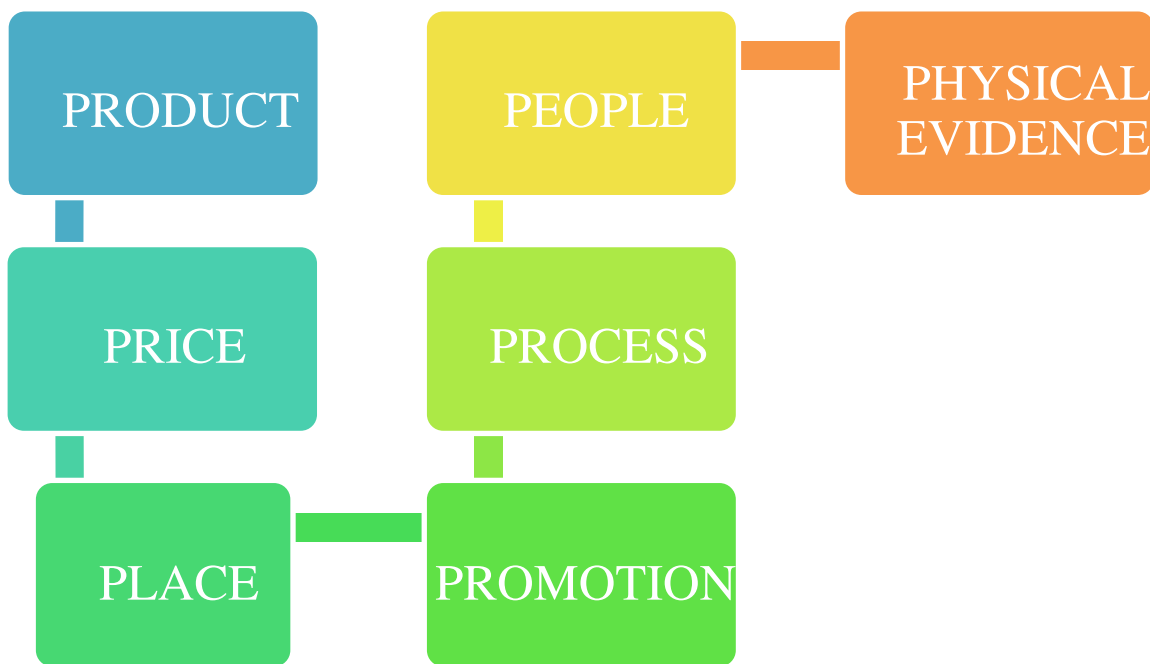 PRODUCT
PRICE
PLACE
PROMOTION
PROCESS
PEOPLE
PHYSICAL
EVIDENCE